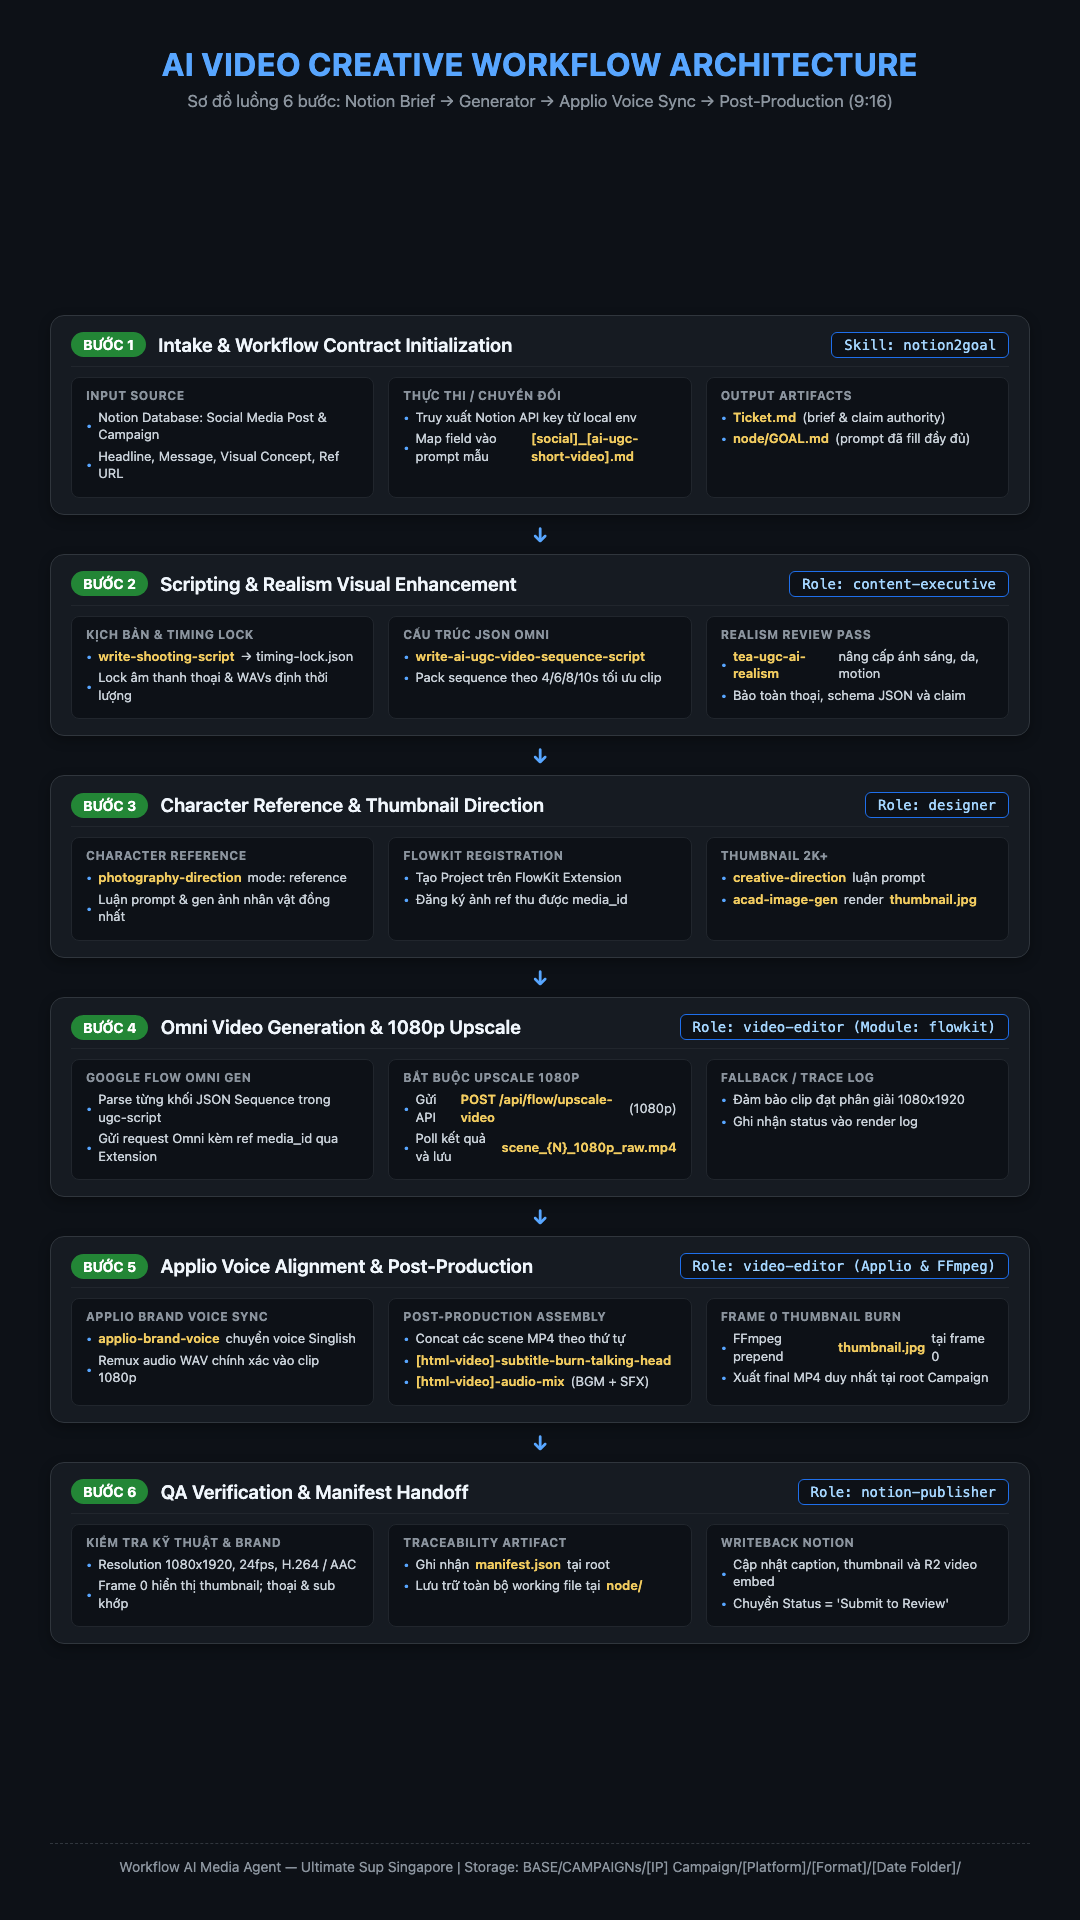 AI VIDEO CREATIVE WORKFLOW ARCHITECTURE
Sơ đồ luồng 6 bước: Notion Brief → Generator → Applio Voice Sync → Post-Production (9:16)
BƯỚC 1
Intake & Workflow Contract Initialization
Skill: notion2goal
INPUT SOURCE
• Notion Database: Social Media Post &
Campaign
• Headline, Message, Visual Concept, Ref
URL
THỰC THI / CHUYỂN ĐỔI
• Truy xuất Notion API key từ local env
• Map field vào [social]_[ai-ugc-
prompt mẫu short-video].md
OUTPUT ARTIFACTS
• Ticket.md (brief & claim authority)
• node/GOAL.md (prompt đã fill đầy đủ)
↓
BƯỚC 2
Scripting & Realism Visual Enhancement
Role: content-executive
KỊCH BẢN & TIMING LOCK
• write-shooting-script → timing-lock.json
• Lock âm thanh thoại & WAVs định thời
lượng
CẤU TRÚC JSON OMNI
• write-ai-ugc-video-sequence-script
• Pack sequence theo 4/6/8/10s tối ưu clip
REALISM REVIEW PASS
• tea-ugc-ai- nâng cấp ánh sáng, da,
realism motion
• Bảo toàn thoại, schema JSON và claim
↓
BƯỚC 3
Character Reference & Thumbnail Direction
Role: designer
CHARACTER REFERENCE
• photography-direction mode: reference
• Luận prompt & gen ảnh nhân vật đồng
nhất
FLOWKIT REGISTRATION
• Tạo Project trên FlowKit Extension
• Đăng ký ảnh ref thu được media_id
THUMBNAIL 2K+
• creative-direction luận prompt
• acad-image-gen render thumbnail.jpg
↓
BƯỚC 4
Omni Video Generation & 1080p Upscale
Role: video-editor (Module: flowkit)
GOOGLE FLOW OMNI GEN
• Parse từng khối JSON Sequence trong
ugc-script
• Gửi request Omni kèm ref media_id qua
Extension
BẮT BUỘC UPSCALE 1080P
• Gửi POST /api/flow/upscale- (1080p)
API video
• Poll kết quả scene_{N}_1080p_raw.mp4
và lưu
FALLBACK / TRACE LOG
• Đảm bảo clip đạt phân giải 1080x1920
• Ghi nhận status vào render log
↓
BƯỚC 5
Applio Voice Alignment & Post-Production
Role: video-editor (Applio & FFmpeg)
APPLIO BRAND VOICE SYNC
• applio-brand-voice chuyển voice Singlish
• Remux audio WAV chính xác vào clip
1080p
POST-PRODUCTION ASSEMBLY
• Concat các scene MP4 theo thứ tự
• [html-video]-subtitle-burn-talking-head
• [html-video]-audio-mix (BGM + SFX)
FRAME 0 THUMBNAIL BURN
• FFmpeg thumbnail.jpg tại frame
prepend 0
• Xuất final MP4 duy nhất tại root Campaign
↓
BƯỚC 6
QA Verification & Manifest Handoff
Role: notion-publisher
KIỂM TRA KỸ THUẬT & BRAND
• Resolution 1080x1920, 24fps, H.264 / AAC
• Frame 0 hiển thị thumbnail; thoại & sub
khớp
TRACEABILITY ARTIFACT
• Ghi nhận manifest.json tại root
• Lưu trữ toàn bộ working file tại node/
WRITEBACK NOTION
• Cập nhật caption, thumbnail và R2 video
embed
• Chuyển Status = 'Submit to Review'
Workflow AI Media Agent — Ultimate Sup Singapore | Storage: BASE/CAMPAIGNs/[IP] Campaign/[Platform]/[Format]/[Date Folder]/